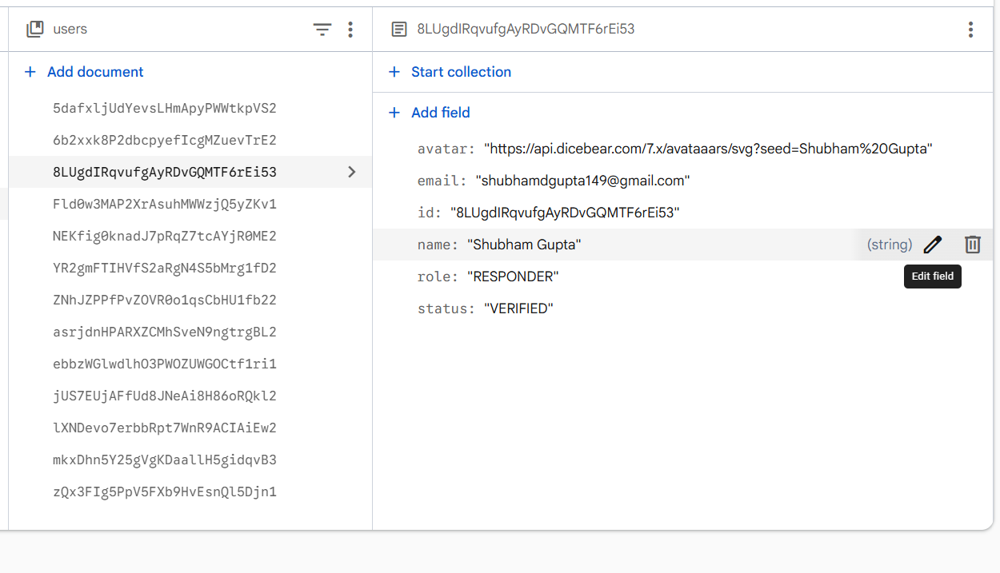 users
Add document
5dafxljUdYevsLHmApyPWWtkpVS2
6b2xxk8P2dbcpyefIcgMZuevTrE2
8LUgdIRqvufgAyRDvGQMTF6rEi53
Fld0w3MAP2XrAsuhMWWzjQ5yZKv1
NEKfig0knadJ7pRqZ7tcAYjR0ME2
YR2gmFTIHVfS2aRgN4S5bMrg1fD2
ZNhJZPPfPvZOVR0o1qsCbHU1fb22
asrjdnHPARXZCMhSveN9ngtrgBL2
ebbzWGlwdlhO3PWOZUWGOCtf1ri1
jUS7EUjAFfUd8JNeAi8H86oRQkl2
lXNDevo7erbbRpt7WnR9ACIAiEw2
mkxDhn5Y25gVgKDaallH5gidqvB3
zQx3FIg5PpV5FXb9HvEsnQl5Djn1
8LUgdIRqvufgAyRDvGQMTF6rEi53
Start collection
Add field
avatar: "https://api.dicebear.com/7.x/avataaars/svg?seed=Shubham%20Gupta"
email: "shubhamdgupta149@gmail.com"
id: "8LUgdIRqvufgAyRDvGQMTF6rEi53"
name: "Shubham Gupta" (string)
Edit field
role: "RESPONDER"
status: "VERIFIED"